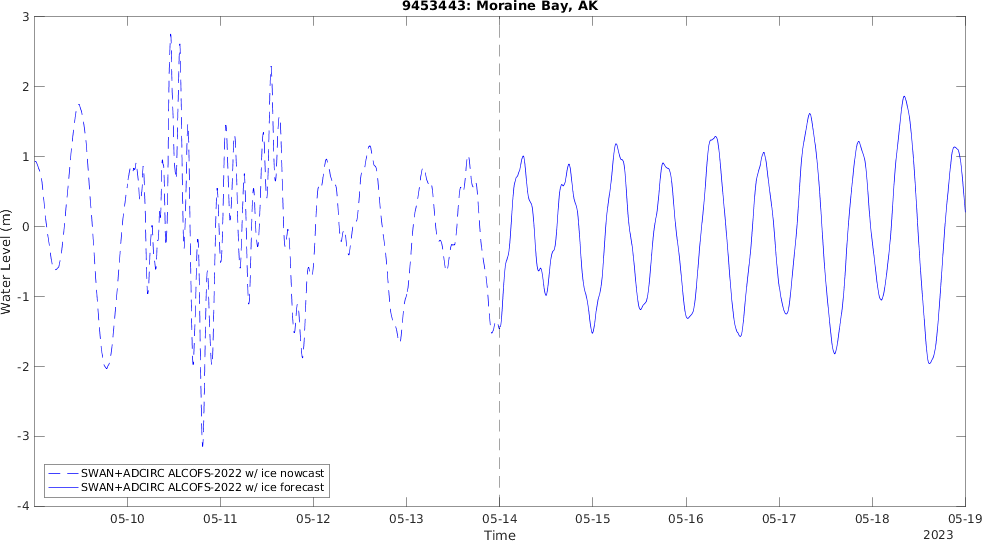 9453443: Moraine Bay, AK
3
2
1
0
-1
-2
-3
-4
Water Level (m)
SWAN+ADCIRC ALCOFS-2022 w/ ice nowcast
SWAN+ADCIRC ALCOFS-2022 w/ ice forecast
05-10 05-11 05-12 05-13 05-14 05-15 05-16 05-17 05-18 05-19
Time
2023